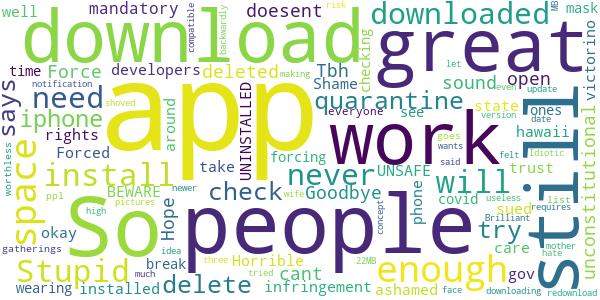 well mandatory doesent downloaded compatible backwardly mask MB
download great
time Force developers deleted Tbh Shame checking let victorino
notification risk making shoved everyone even update
says need iphone app quarantine sound open ones
rights around UNINSTALLED see state date version hawaii
Forced take forcing work goes wants said felt Idiotic trust
space install never will still unconstitutional
worthless ppl BEWARE check Goodbye UNSAFE phone covid sued useless list requires
newer wife concept Brilliant mother hate
So people try care
high pictures Hope okay idea three Horrible cant enough gov
gatherings break much tried 22MB downloading redownload
Stupid wearing installed delete infringement ashamed face